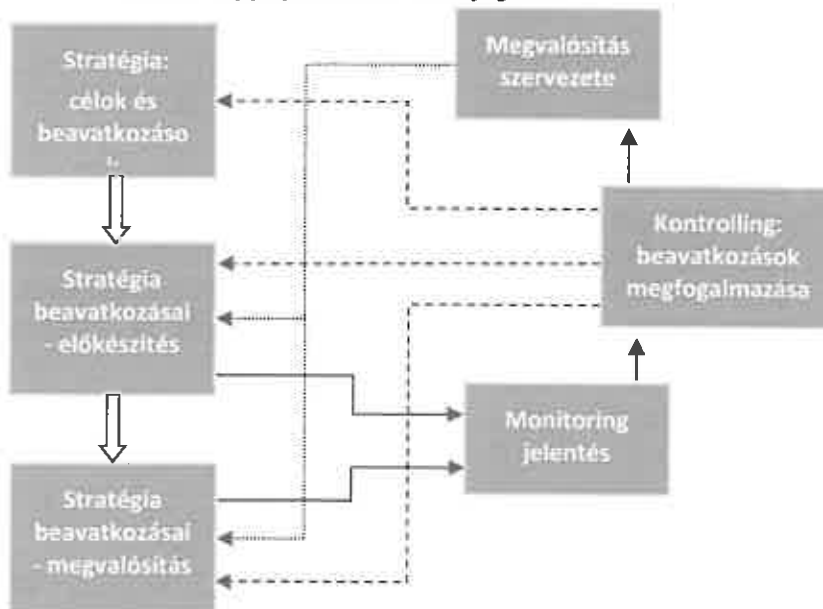 Stratégia:
célok és
beavatkozáso
Megvalósítás
szervezete
Kontrolling:
beavatkozások
megfogalmazása
Stratégia
beavatkozásai
- előkészítés
Monitoring
jelentés
Stratégia
beavatkozásai
- megvalósítás